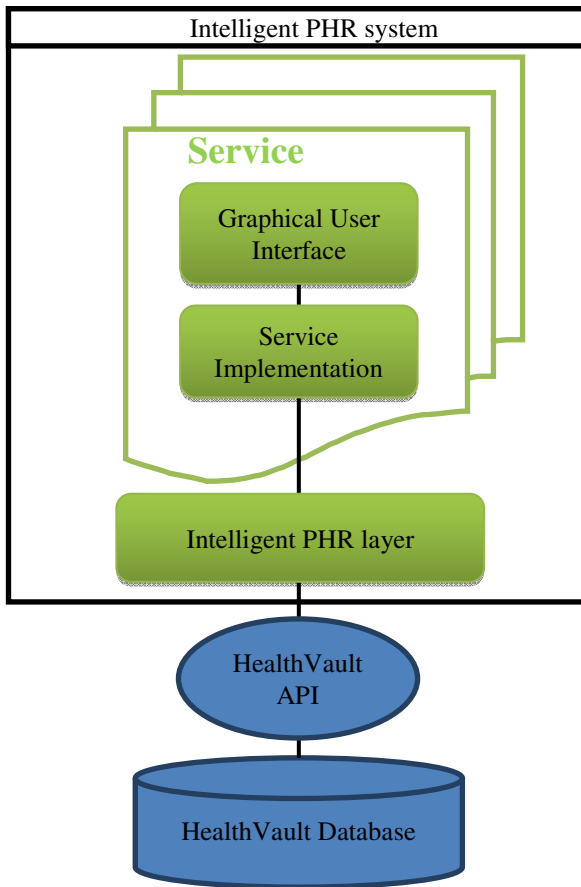 Intelligent PHR system
Service
Graphical User
Interface
Service
Implementation
Intelligent PHR layer
HealthVault
API
HealthVault Database